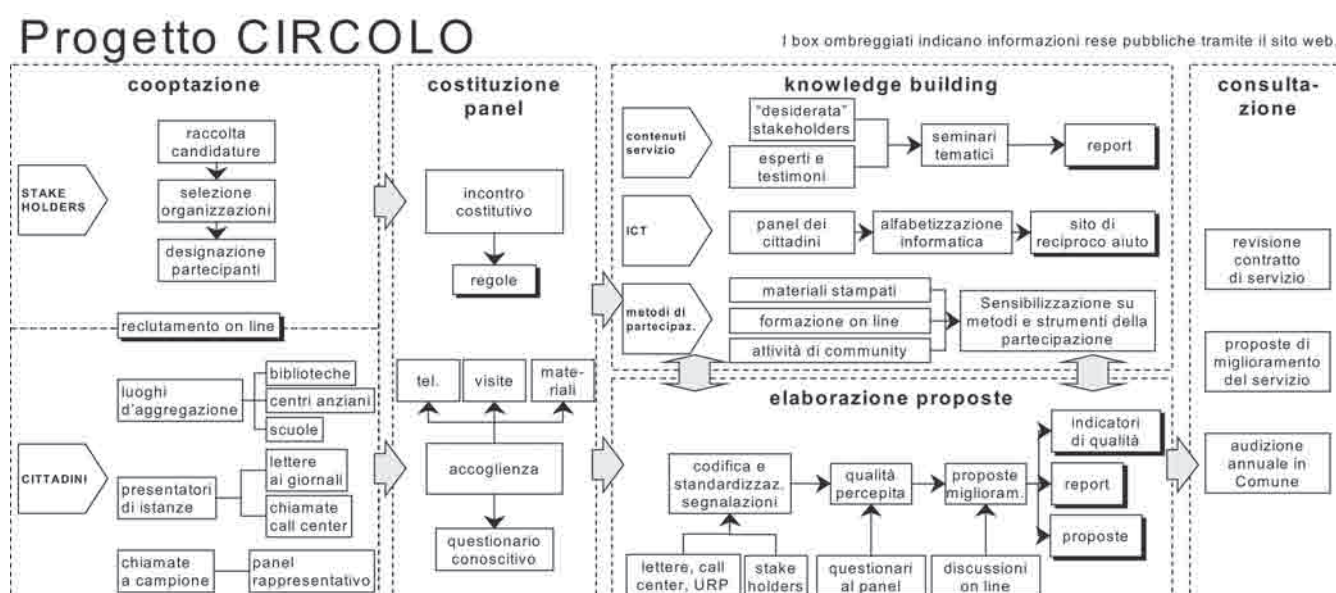 Progetto CIRCOLO
I box ombreggiati indicano informazioni rese pubbliche tramite il sito web.
cooptazione
STAKE
HOLDERS
raccolta
candidature
selezione
organizzazioni
designazione
partecipanti
reclutamento on line
CITTADINI
luoghi
d'aggregazione
biblioteche
centri anziani
scuole
presentatori
di istanze
lettere
ai giornali
chiamate
call center
chiamate
a campione
panel
rappresentativo
costituzione
panel
incontro
costitutivo
regole
tel.
visite
mate-
riali
accoglienza
questionario
conoscitivo
knowledge building
contenuti
servizio
"desiderata"
stakeholders
esperti e
testimoni
seminari
tematici
report
ICT
panel dei
cittadini
alfabetizzazione
informatica
sito di
reciproco aiuto
metodi di
partecipaz.
materiali stampati
formazione on line
attività di community
Sensibilizzazione su
metodi e strumenti della
partecipazione
elaborazione proposte
codifica e
standardizzaz.
segnalazioni
qualità
percepita
proposte
miglioram.
indicatori
di qualità
report
proposte
lettere, call
center, URP
stake
holders
questionari
al panel
discussioni
on line
consulta-
zione
revisione
contratto
di servizio
proposte di
miglioramento
del servizio
audizione
annuale in
Comune